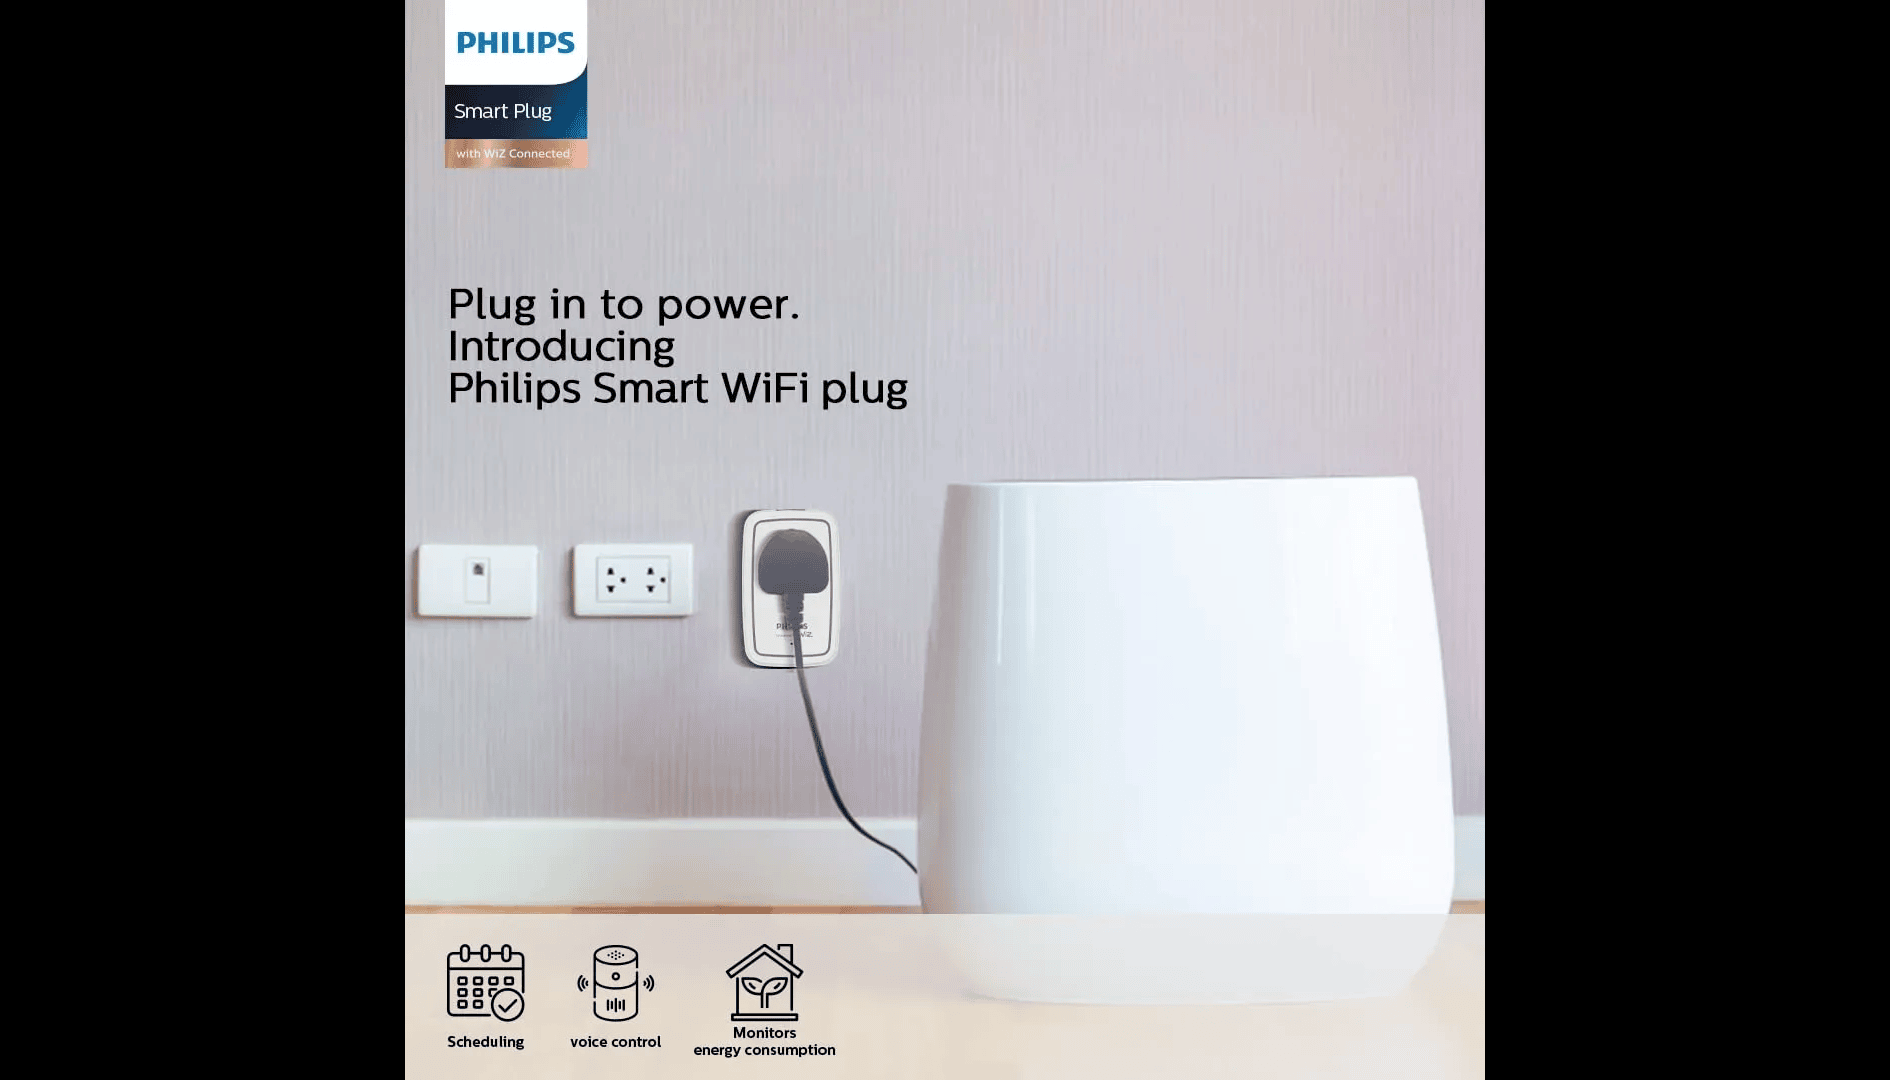 PHILIPS
Smart Plug
with WiZ Connected
Plug in to power.
Introducing
Philips Smart WiFi plug
Scheduling
voice control
Monitors
energy consumption